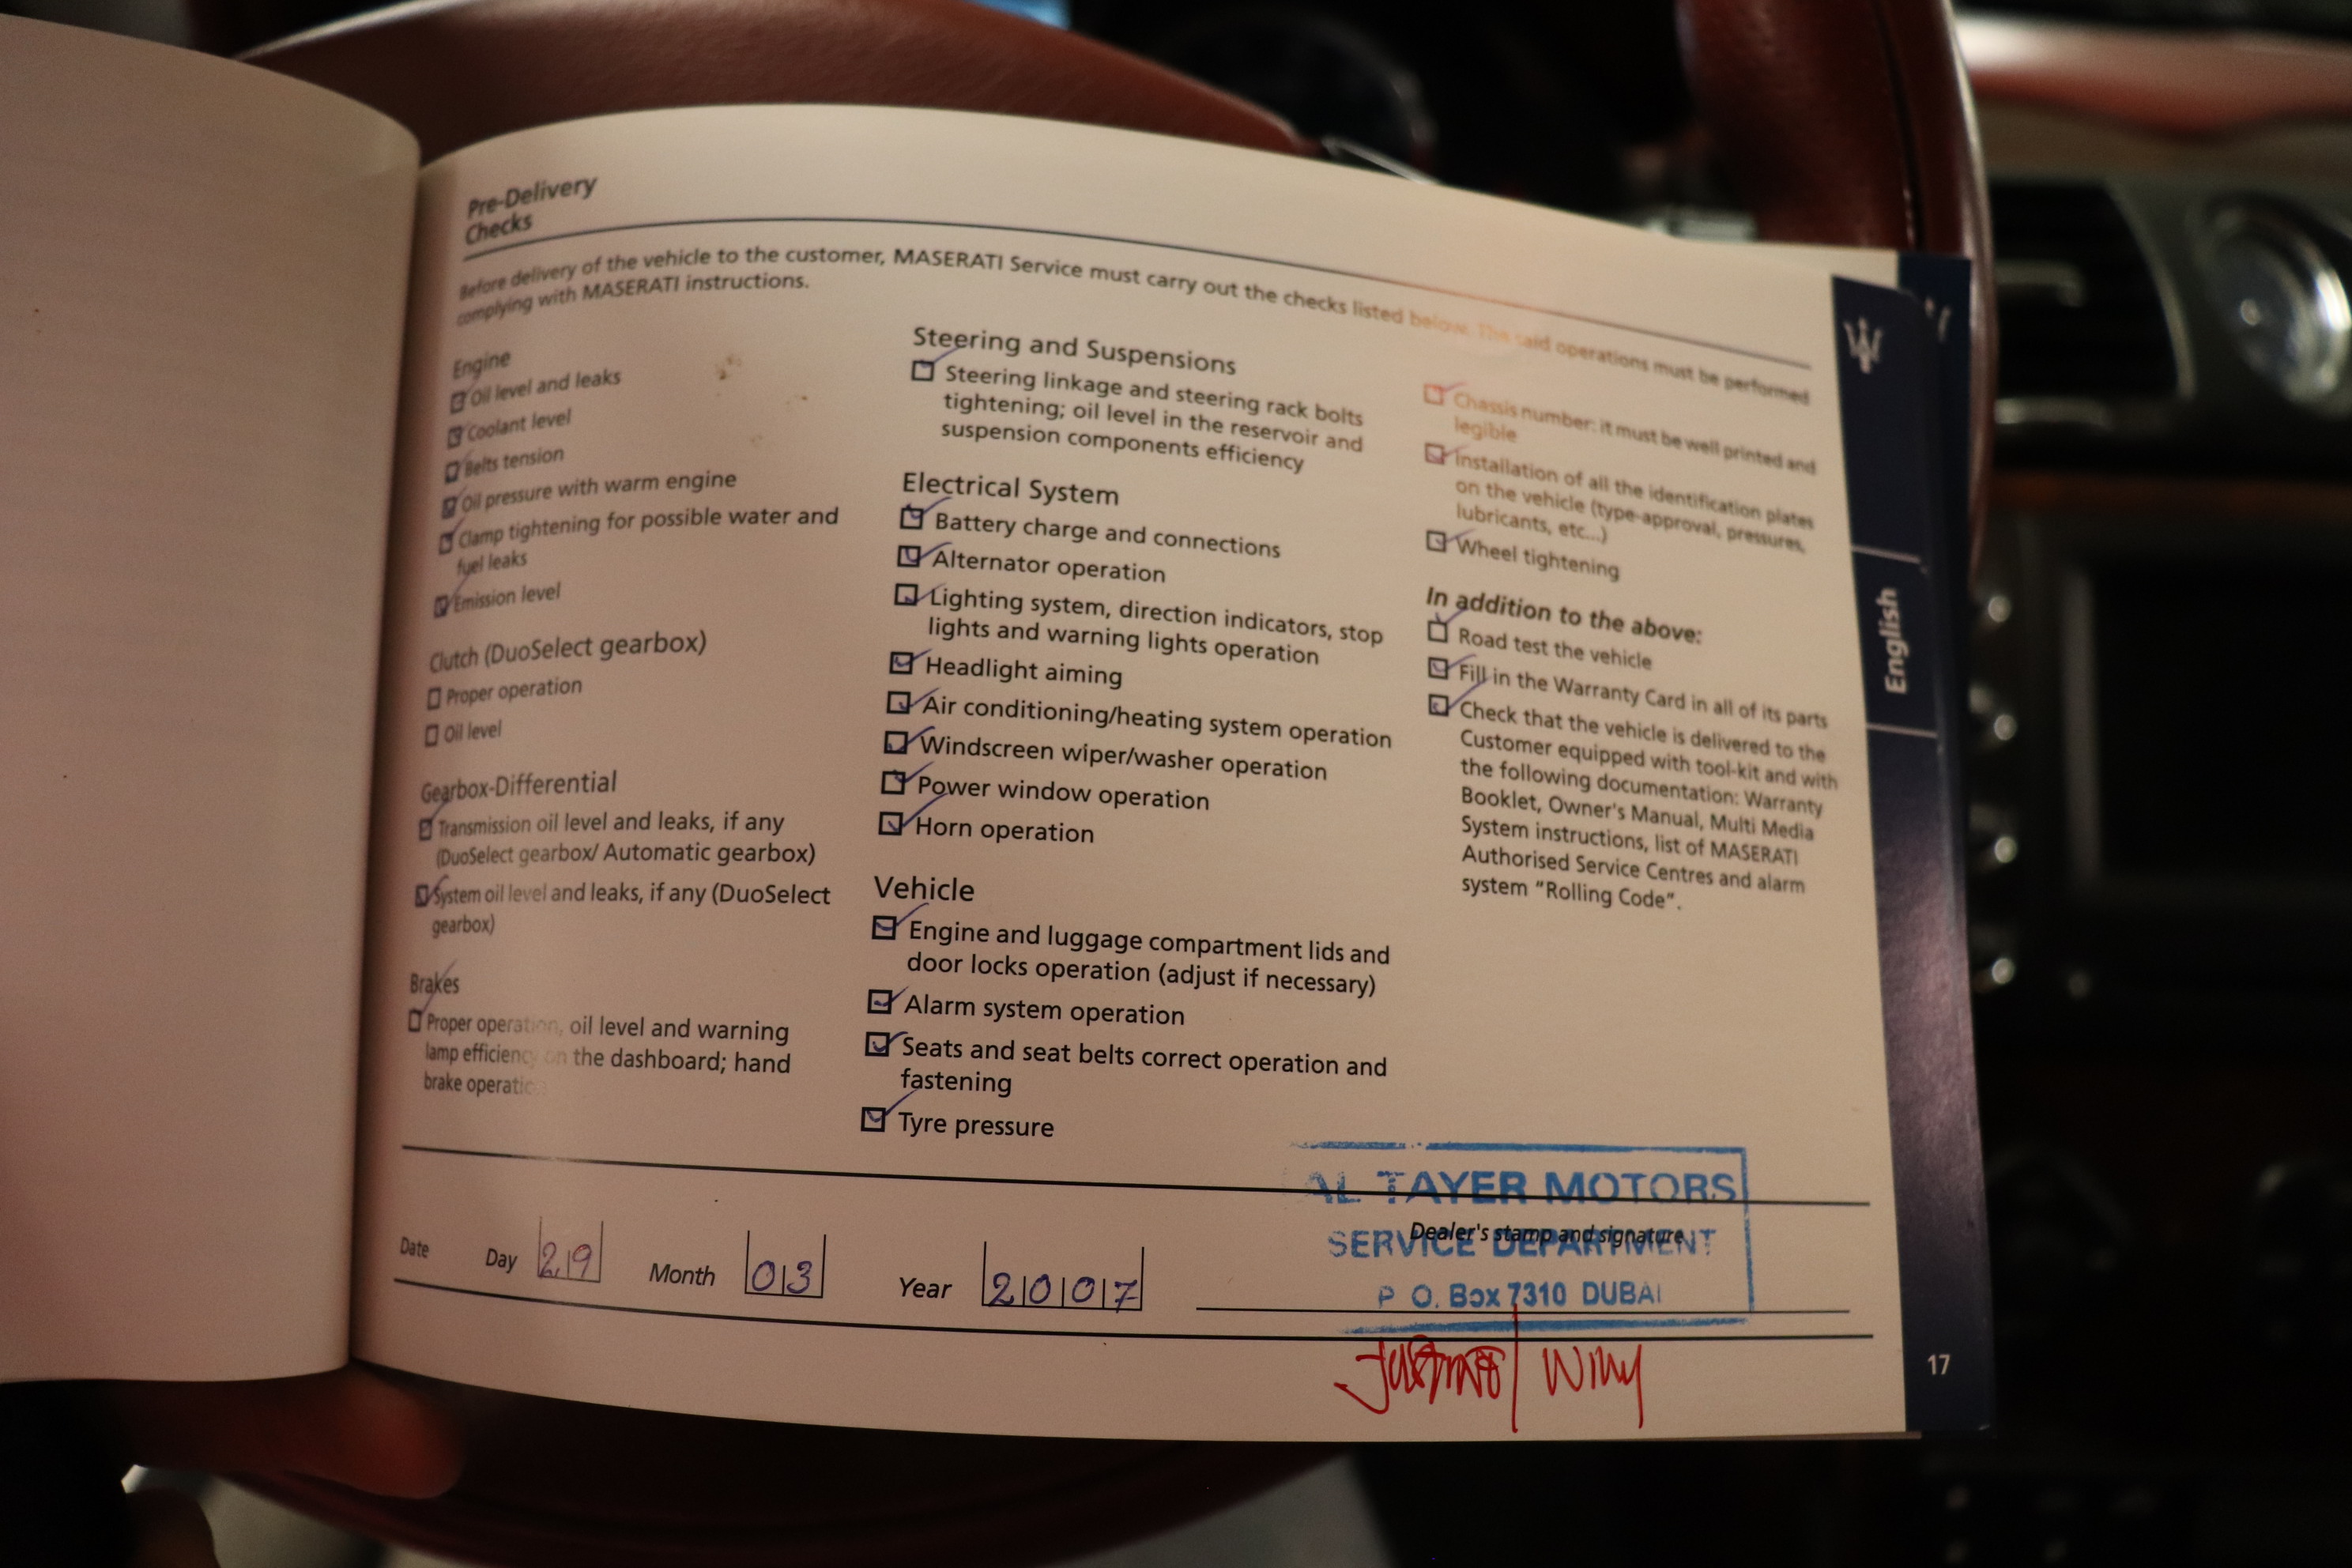 Pre-Delivery
Checks
Before delivery of the vehicle to the customer, MASERATI Service must carry out the checks listed below. The said operations must be performed
complying with MASERATI instructions.
Engine
Oil level and leaks
Coolant level
Belts tension
Oil pressure with warm engine
Clamp tightening for possible water and
fuel leaks
Emission level
Clutch (DuoSelect gearbox)
Proper operation
Oil level
Gearbox-Differential
Transmission oil level and leaks, if any
(DuoSelect gearbox/ Automatic gearbox)
System oil level and leaks, if any (DuoSelect
gearbox)
Brakes
Proper operation, oil level and warning
lamp efficiency on the dashboard; hand
brake operation
Steering and Suspensions
Steering linkage and steering rack bolts
tightening; oil level in the reservoir and
suspension components efficiency
Electrical System
Battery charge and connections
Alternator operation
Lighting system, direction indicators, stop
lights and warning lights operation
Headlight aiming
Air conditioning/heating system operation
Windscreen wiper/washer operation
Power window operation
Horn operation
Vehicle
Engine and luggage compartment lids and
door locks operation (adjust if necessary)
Alarm system operation
Seats and seat belts correct operation and
fastening
Tyre pressure
Chassis number: it must be well printed and
legible
Installation of all the identification plates
on the vehicle (type-approval, pressures,
lubricants, etc...)
Wheel tightening
In addition to the above:
Road test the vehicle
Fill in the Warranty Card in all of its parts
Check that the vehicle is delivered to the
Customer equipped with tool-kit and with
the following documentation: Warranty
Booklet, Owner's Manual, Multi Media
System instructions, list of MASERATI
Authorised Service Centres and alarm
system "Rolling Code".
English
Date Day 29 Month 03 Year 2007
Dealer's stamp and signature
AL TAYER MOTORS
SERVICE DEPARTMENT
P O. Box 7310 DUBAI
Willy
17